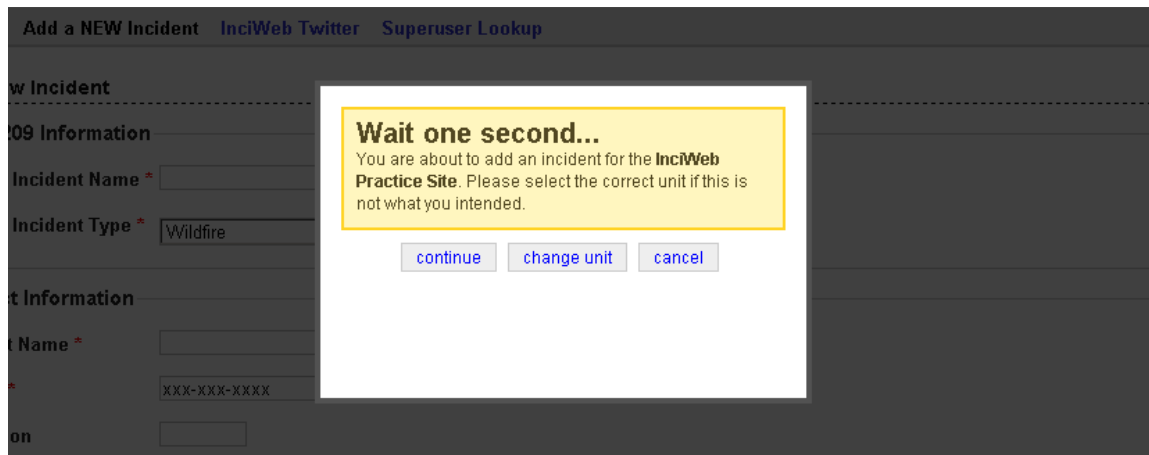 Add a NEW Incident InciWeb Twitter Superuser Lookup
w Incident
209 Information
Incident Name *
Incident Type * Wildfire
t Information
t Name *
* xxx-xxx-xxxx
on
Wait one second...
You are about to add an incident for the InciWeb
Practice Site. Please select the correct unit if this is
not what you intended.
continue change unit cancel